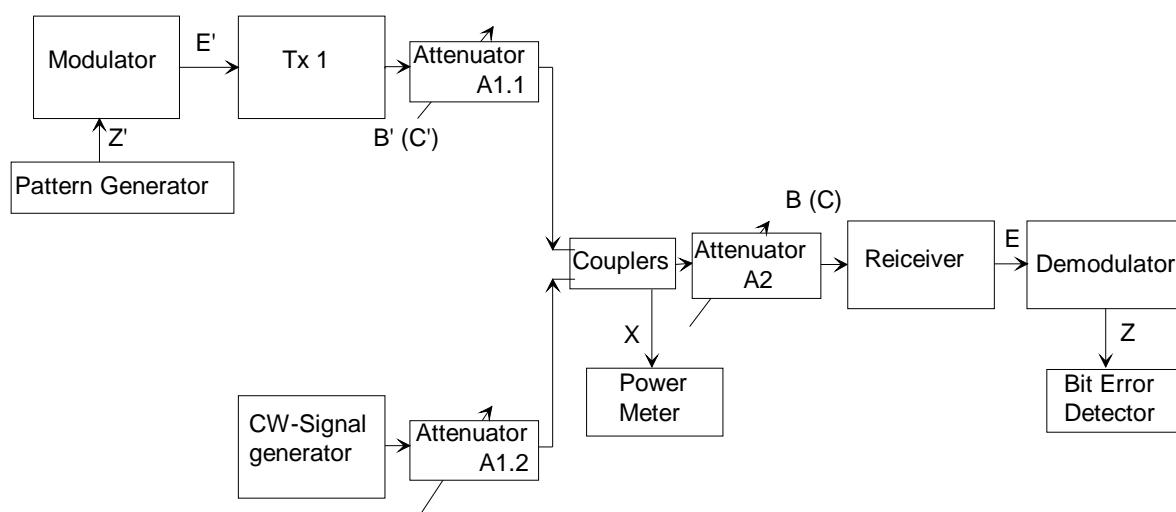 Modulator
E'
Tx 1
Attenuator
A1.1
Z'
B' (C')
Pattern Generator
B (C)
Couplers
Attenuator
A2
Reiceiver
E
Demodulator
X
Z
Power
Meter
Bit Error
Detector
CW-Signal
generator
Attenuator
A1.2